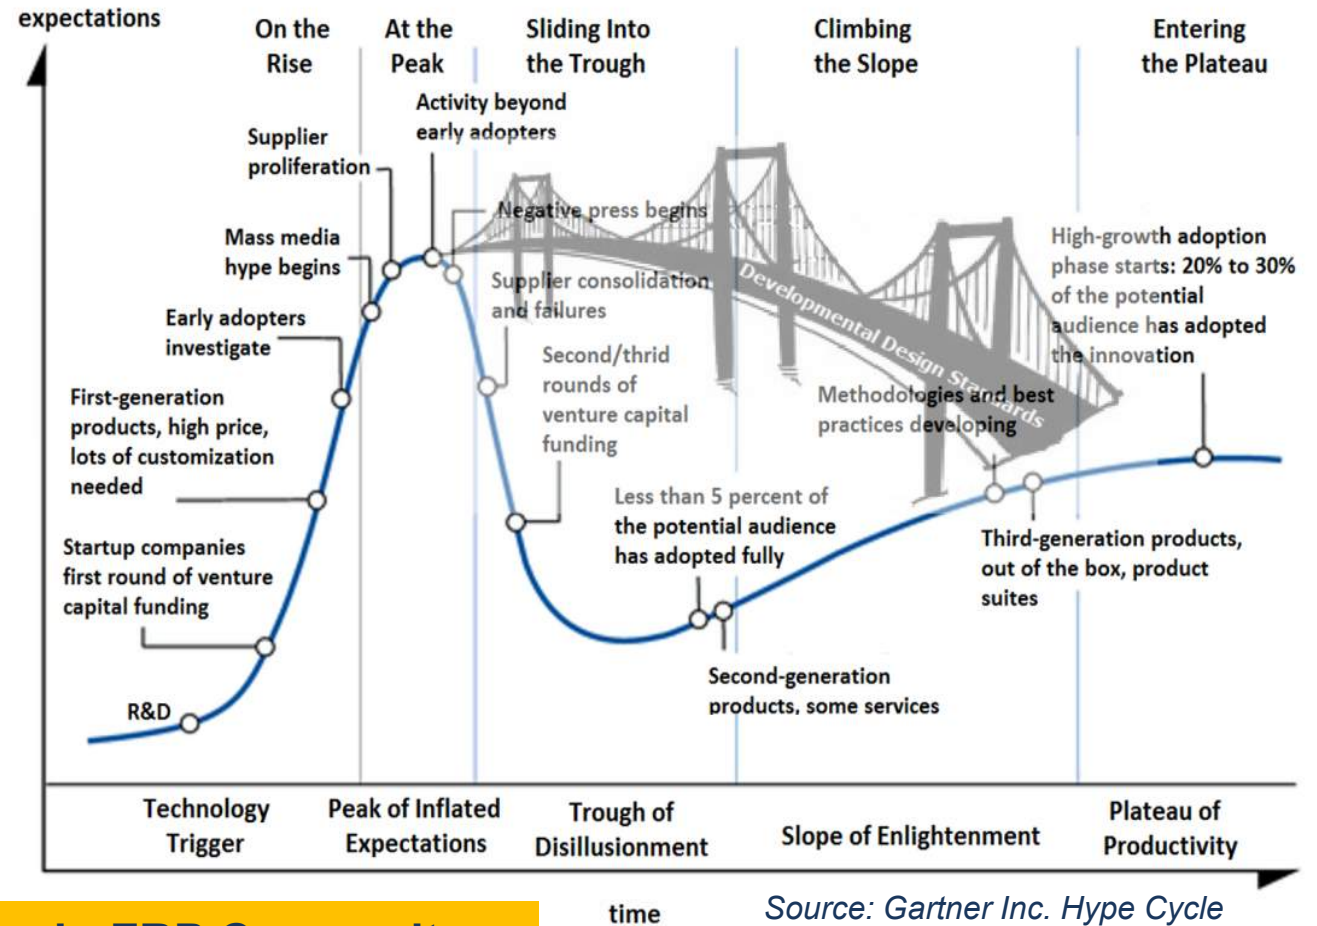 expectations
On the
Rise
At the
Peak
Sliding Into
the Trough
Climbing
the Slope
Entering
the Plateau
Activity beyond
early adopters
Supplier
proliferation
Negative press begins
Mass media
hype begins
High-growth adoption
phase starts: 20% to 30%
of the potential
audience has adopted
the innovation
Supplier consolidation
and failures
Developmental Design Standards
Early adopters
investigate
Second/thrid
rounds of
venture capital
funding
First-generation
products, high price,
lots of customization
needed
Methodologies and best
practices developing
Less than 5 percent of
the potential audience
has adopted fully
Startup companies
first round of venture
capital funding
Third-generation products,
out of the box, product
suites
Second-generation
products, some services
R&D
Technology
Trigger
Peak of Inflated
Expectations
Trough of
Disillusionment
Slope of Enlightenment
Plateau of
Productivity
time
Source: Gartner Inc. Hype Cycle